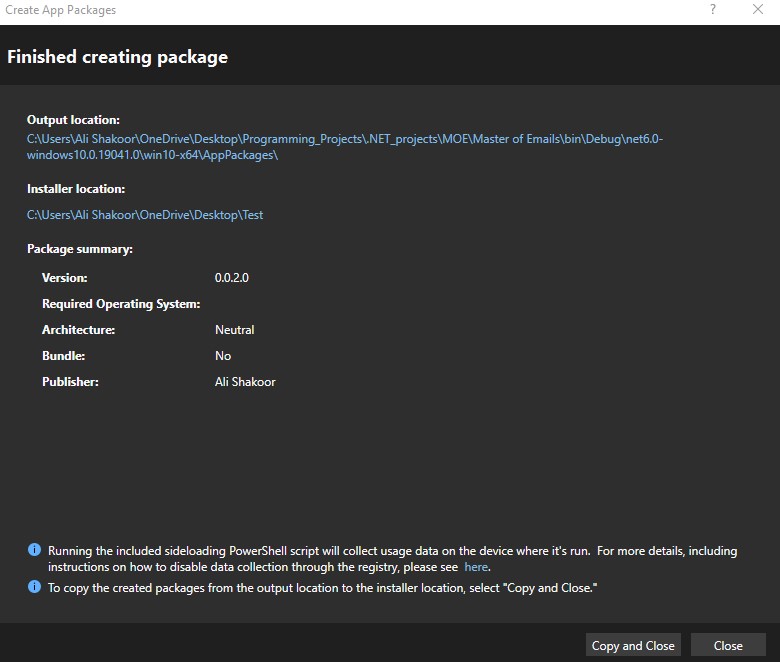 Create App Packages
?
Finished creating package
Output location:
C:\Users\Ali Shakoor\OneDrive\Desktop\Programming_Projects\.NET_projects\MOE\Master of Emails\bin\Debug\net6.0-
windows10.0.19041.0\win10-x64\AppPackages\
Installer location:
C:\Users\Ali Shakoor\OneDrive\Desktop\Test
Package summary:
Version: 0.0.2.0
Required Operating System:
Architecture: Neutral
Bundle: No
Publisher: Ali Shakoor
Running the included sideloading PowerShell script will collect usage data on the device where it's run.  For more details, including
instructions on how to disable data collection through the registry, please see  here.
To copy the created packages from the output location to the installer location, select "Copy and Close."
Copy and Close
Close